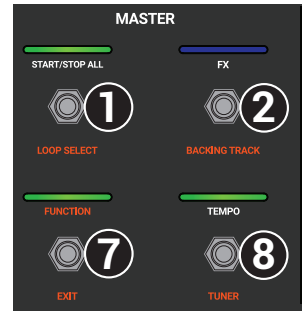 MASTER
START/STOP ALL FX
1 2
LOOP SELECT BACKING TRACK
FUNCTION TEMPO
7 8
EXIT TUNER